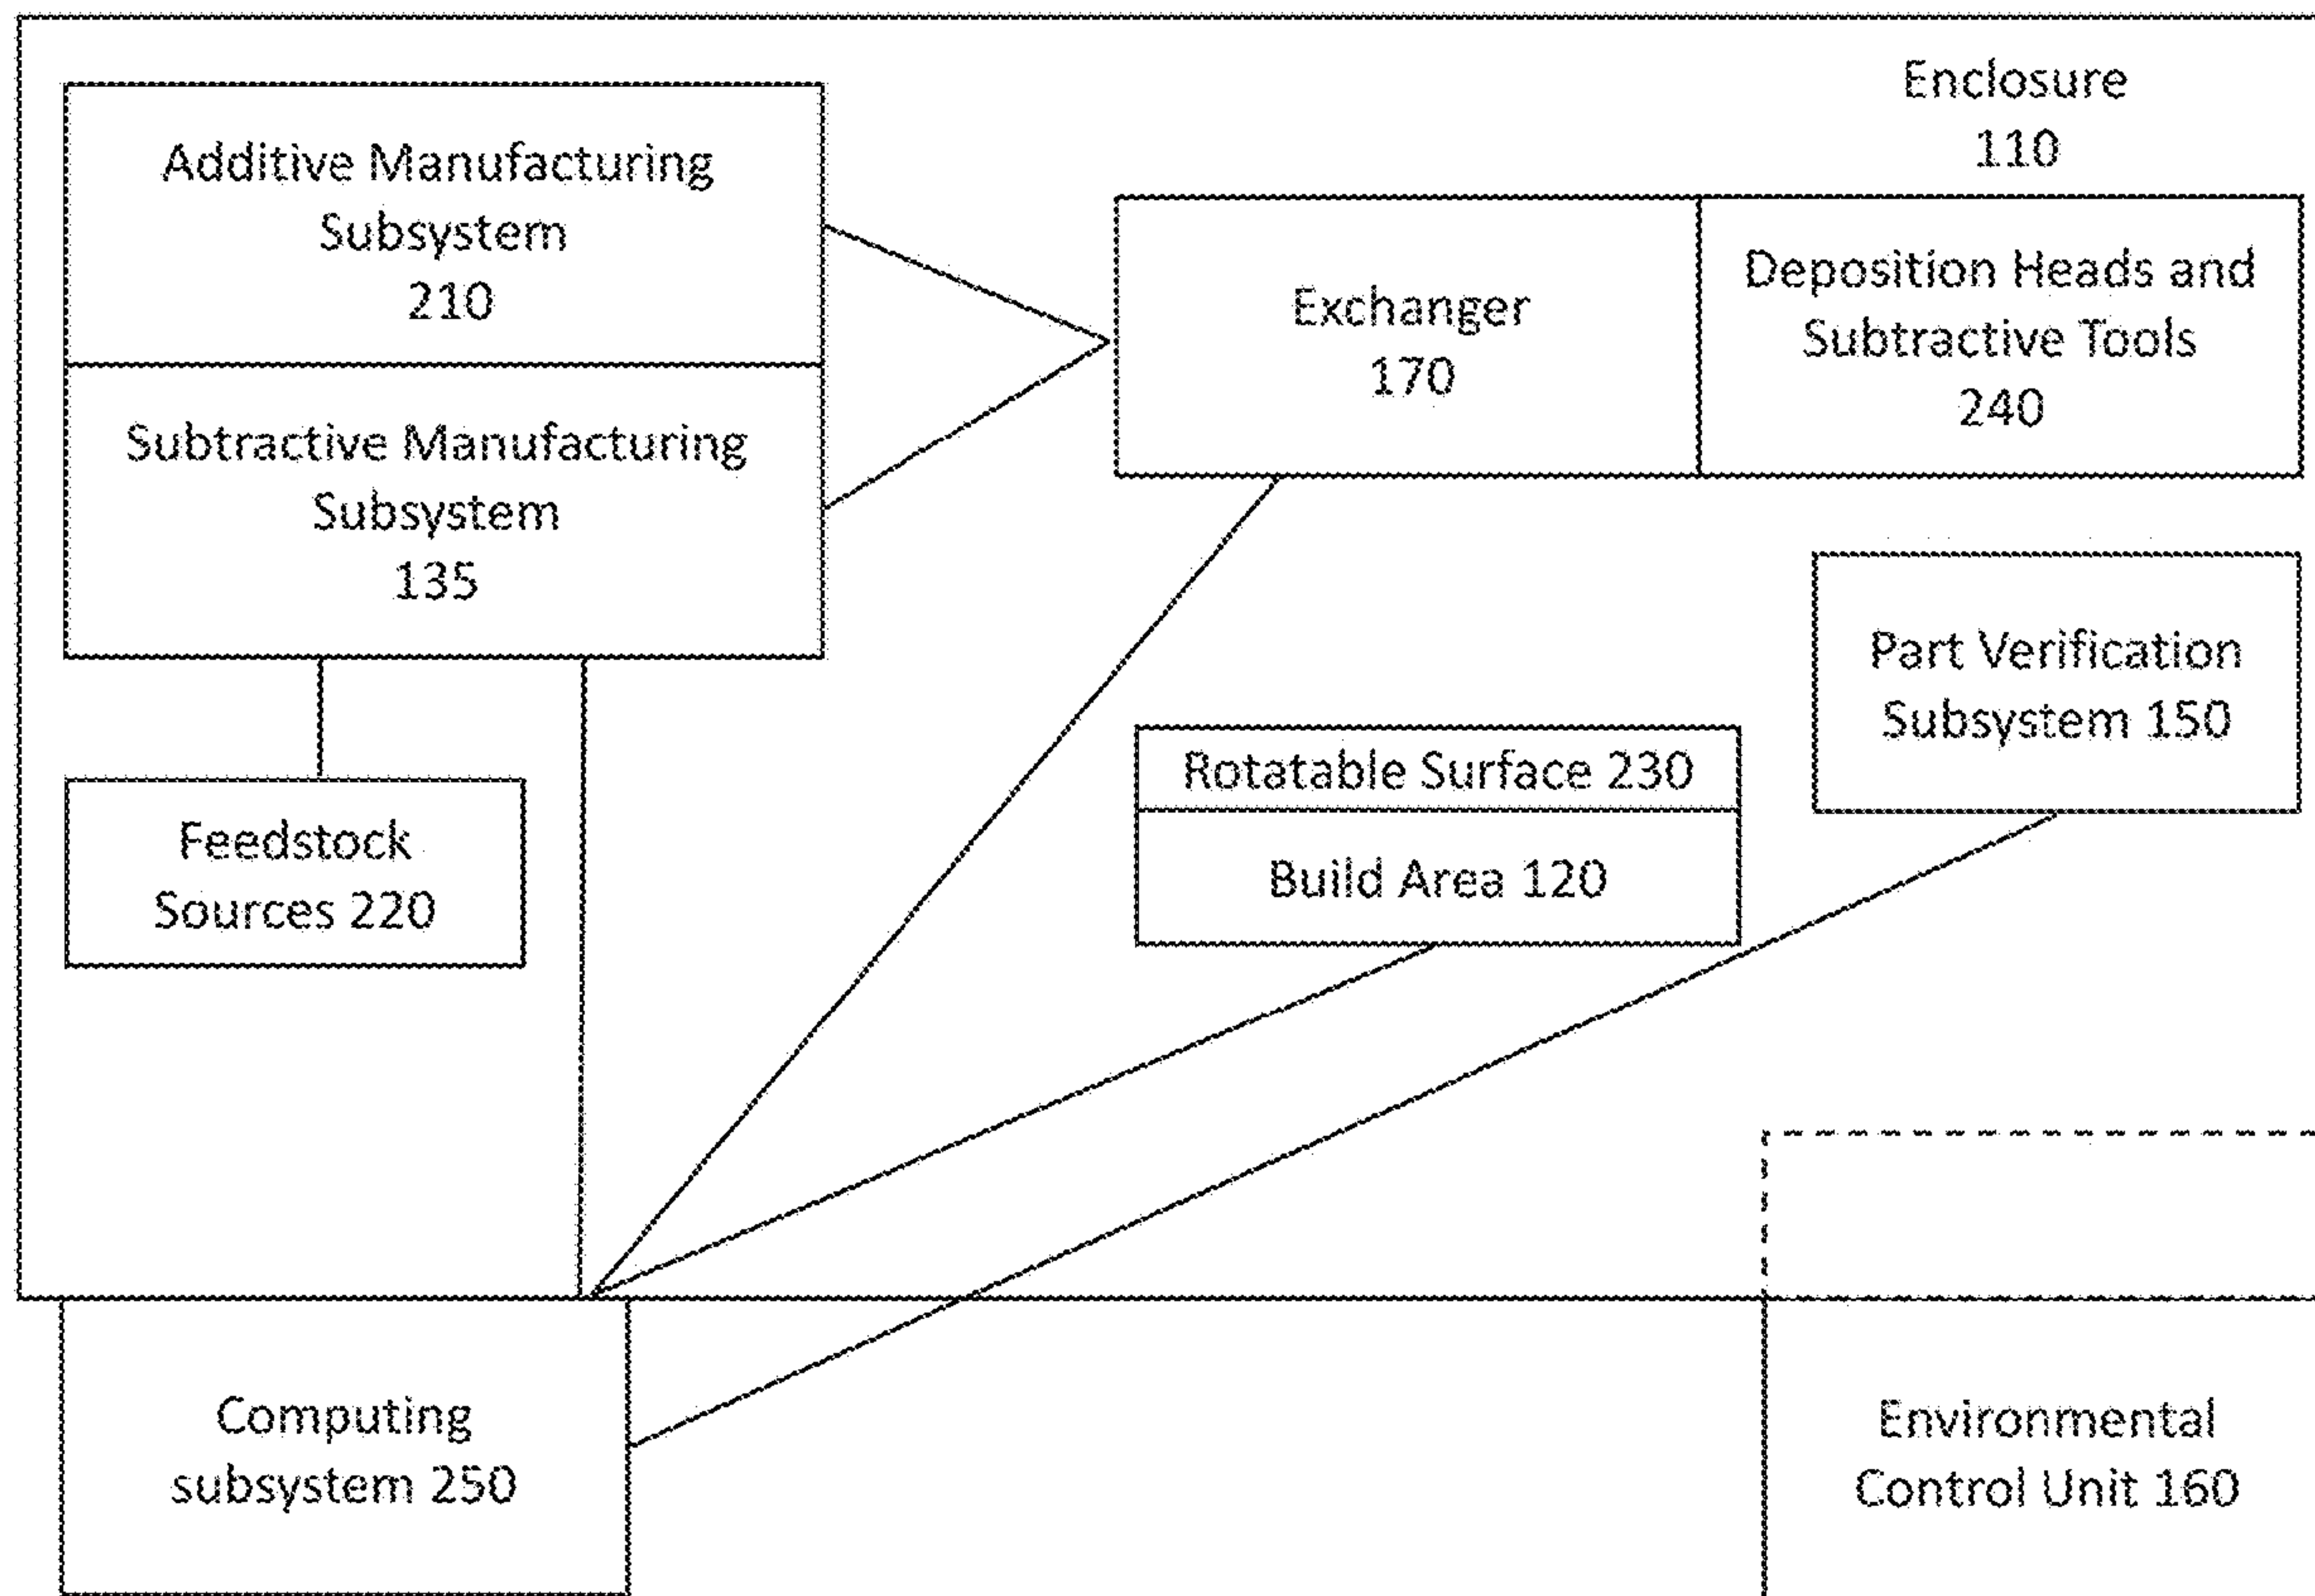 Enclosure
110
Additive Manufacturing
Subsystem
210
Exchanger
170
Deposition Heads and
Subtractive Tools
240
Subtractive Manufacturing
Subsystem
135
Part Verification
Subsystem 150
Rotatable Surface 230
Build Area 120
Feedstock
Sources 220
Computing
subsystem 250
Environmental
Control Unit 160